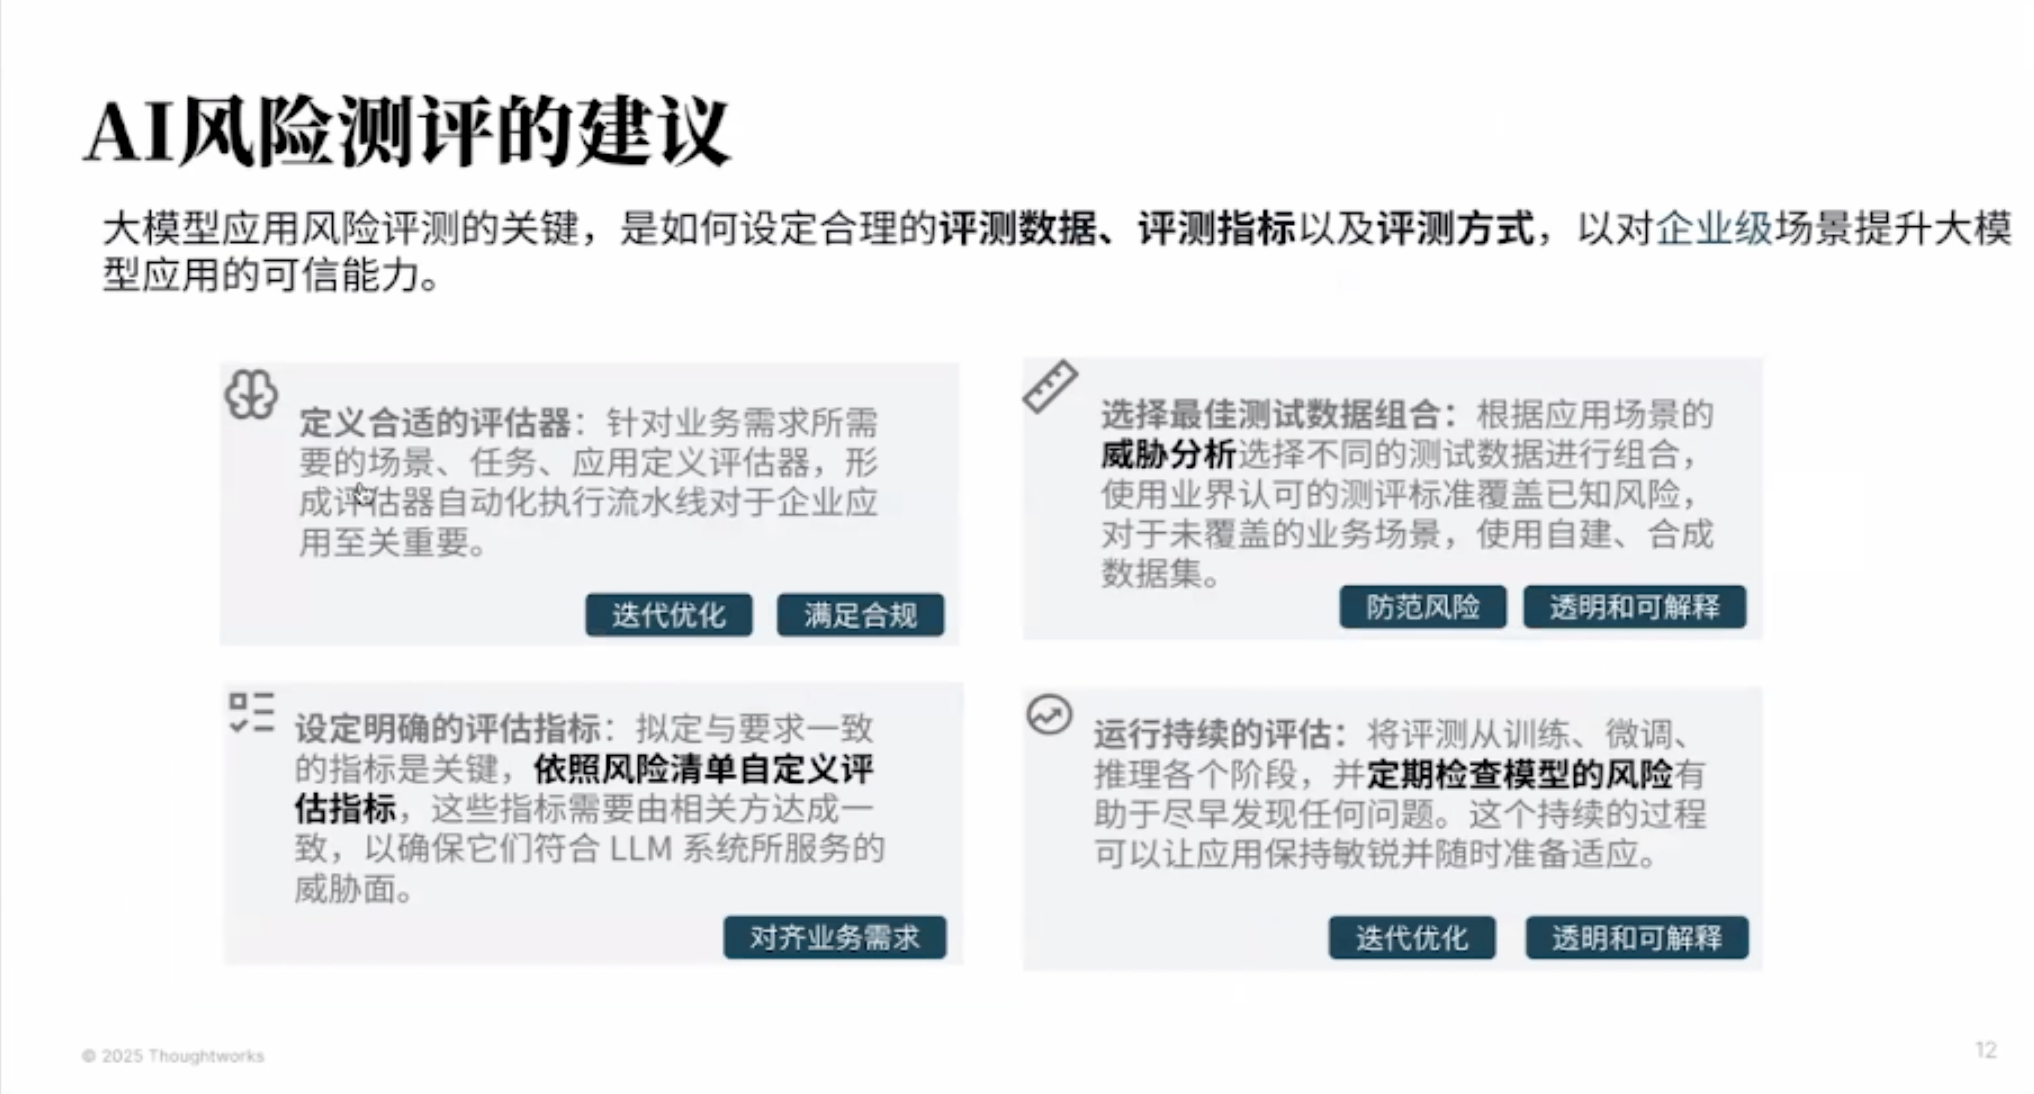 AI风险测评的建议
大模型应用风险评测的关键，是如何设定合理的评测数据、评测指标以及评测方式，以对企业级场景提升大模
型应用的可信能力。
定义合适的评估器：针对业务需求所需
要的场景、任务、应用定义评估器，形
成评估器自动化执行流水线对于企业应
用至关重要。
迭代优化
满足合规
选择最佳测试数据组合：根据应用场景的
威胁分析选择不同的测试数据进行组合，
使用业界认可的测评标准覆盖已知风险，
对于未覆盖的业务场景，使用自建、合成
数据集。
防范风险
透明和可解释
设定明确的评估指标：拟定与要求一致
的指标是关键，依照风险清单自定义评
估指标，这些指标需要由相关方达成一
致，以确保它们符合 LLM 系统所服务的
威胁面。
对齐业务需求
运行持续的评估：将评测从训练、微调、
推理各个阶段，并定期检查模型的风险有
助于尽早发现任何问题。这个持续的过程
可以让应用保持敏锐并随时准备适应。
迭代优化
透明和可解释
© 2025 Thoughtworks
12